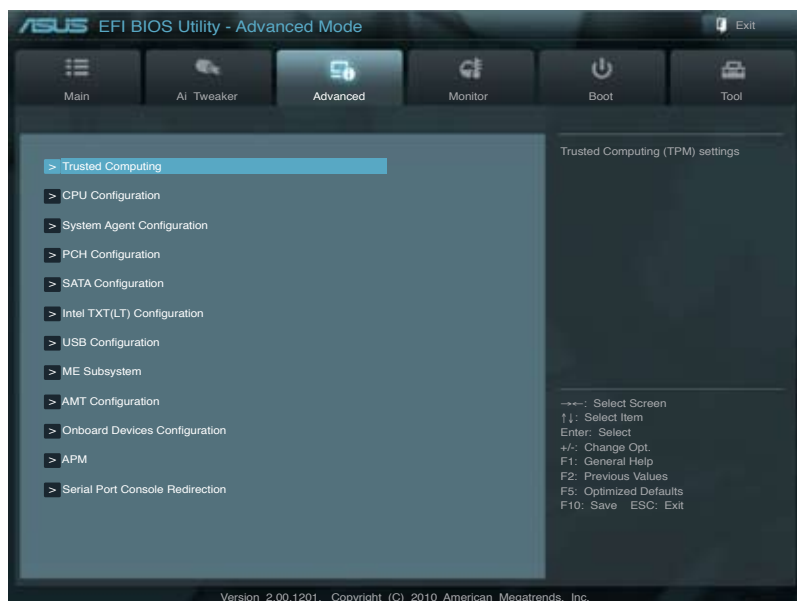 ASUS EFI BIOS Utility - Advanced Mode
Exit
Main
Ai Tweaker
Advanced
Monitor
Boot
Tool
> Trusted Computing
> CPU Configuration
> System Agent Configuration
> PCH Configuration
> SATA Configuration
> Intel TXT(LT) Configuration
> USB Configuration
> ME Subsystem
> AMT Configuration
> Onboard Devices Configuration
> APM
> Serial Port Console Redirection
Trusted Computing (TPM) settings
→←: Select Screen
↑↓: Select Item
Enter: Select
+/-: Change Opt.
F1: General Help
F2: Previous Values
F5: Optimized Defaults
F10: Save ESC: Exit
Version 2.00.1201. Copyright (C) 2010 American Megatrends, Inc.